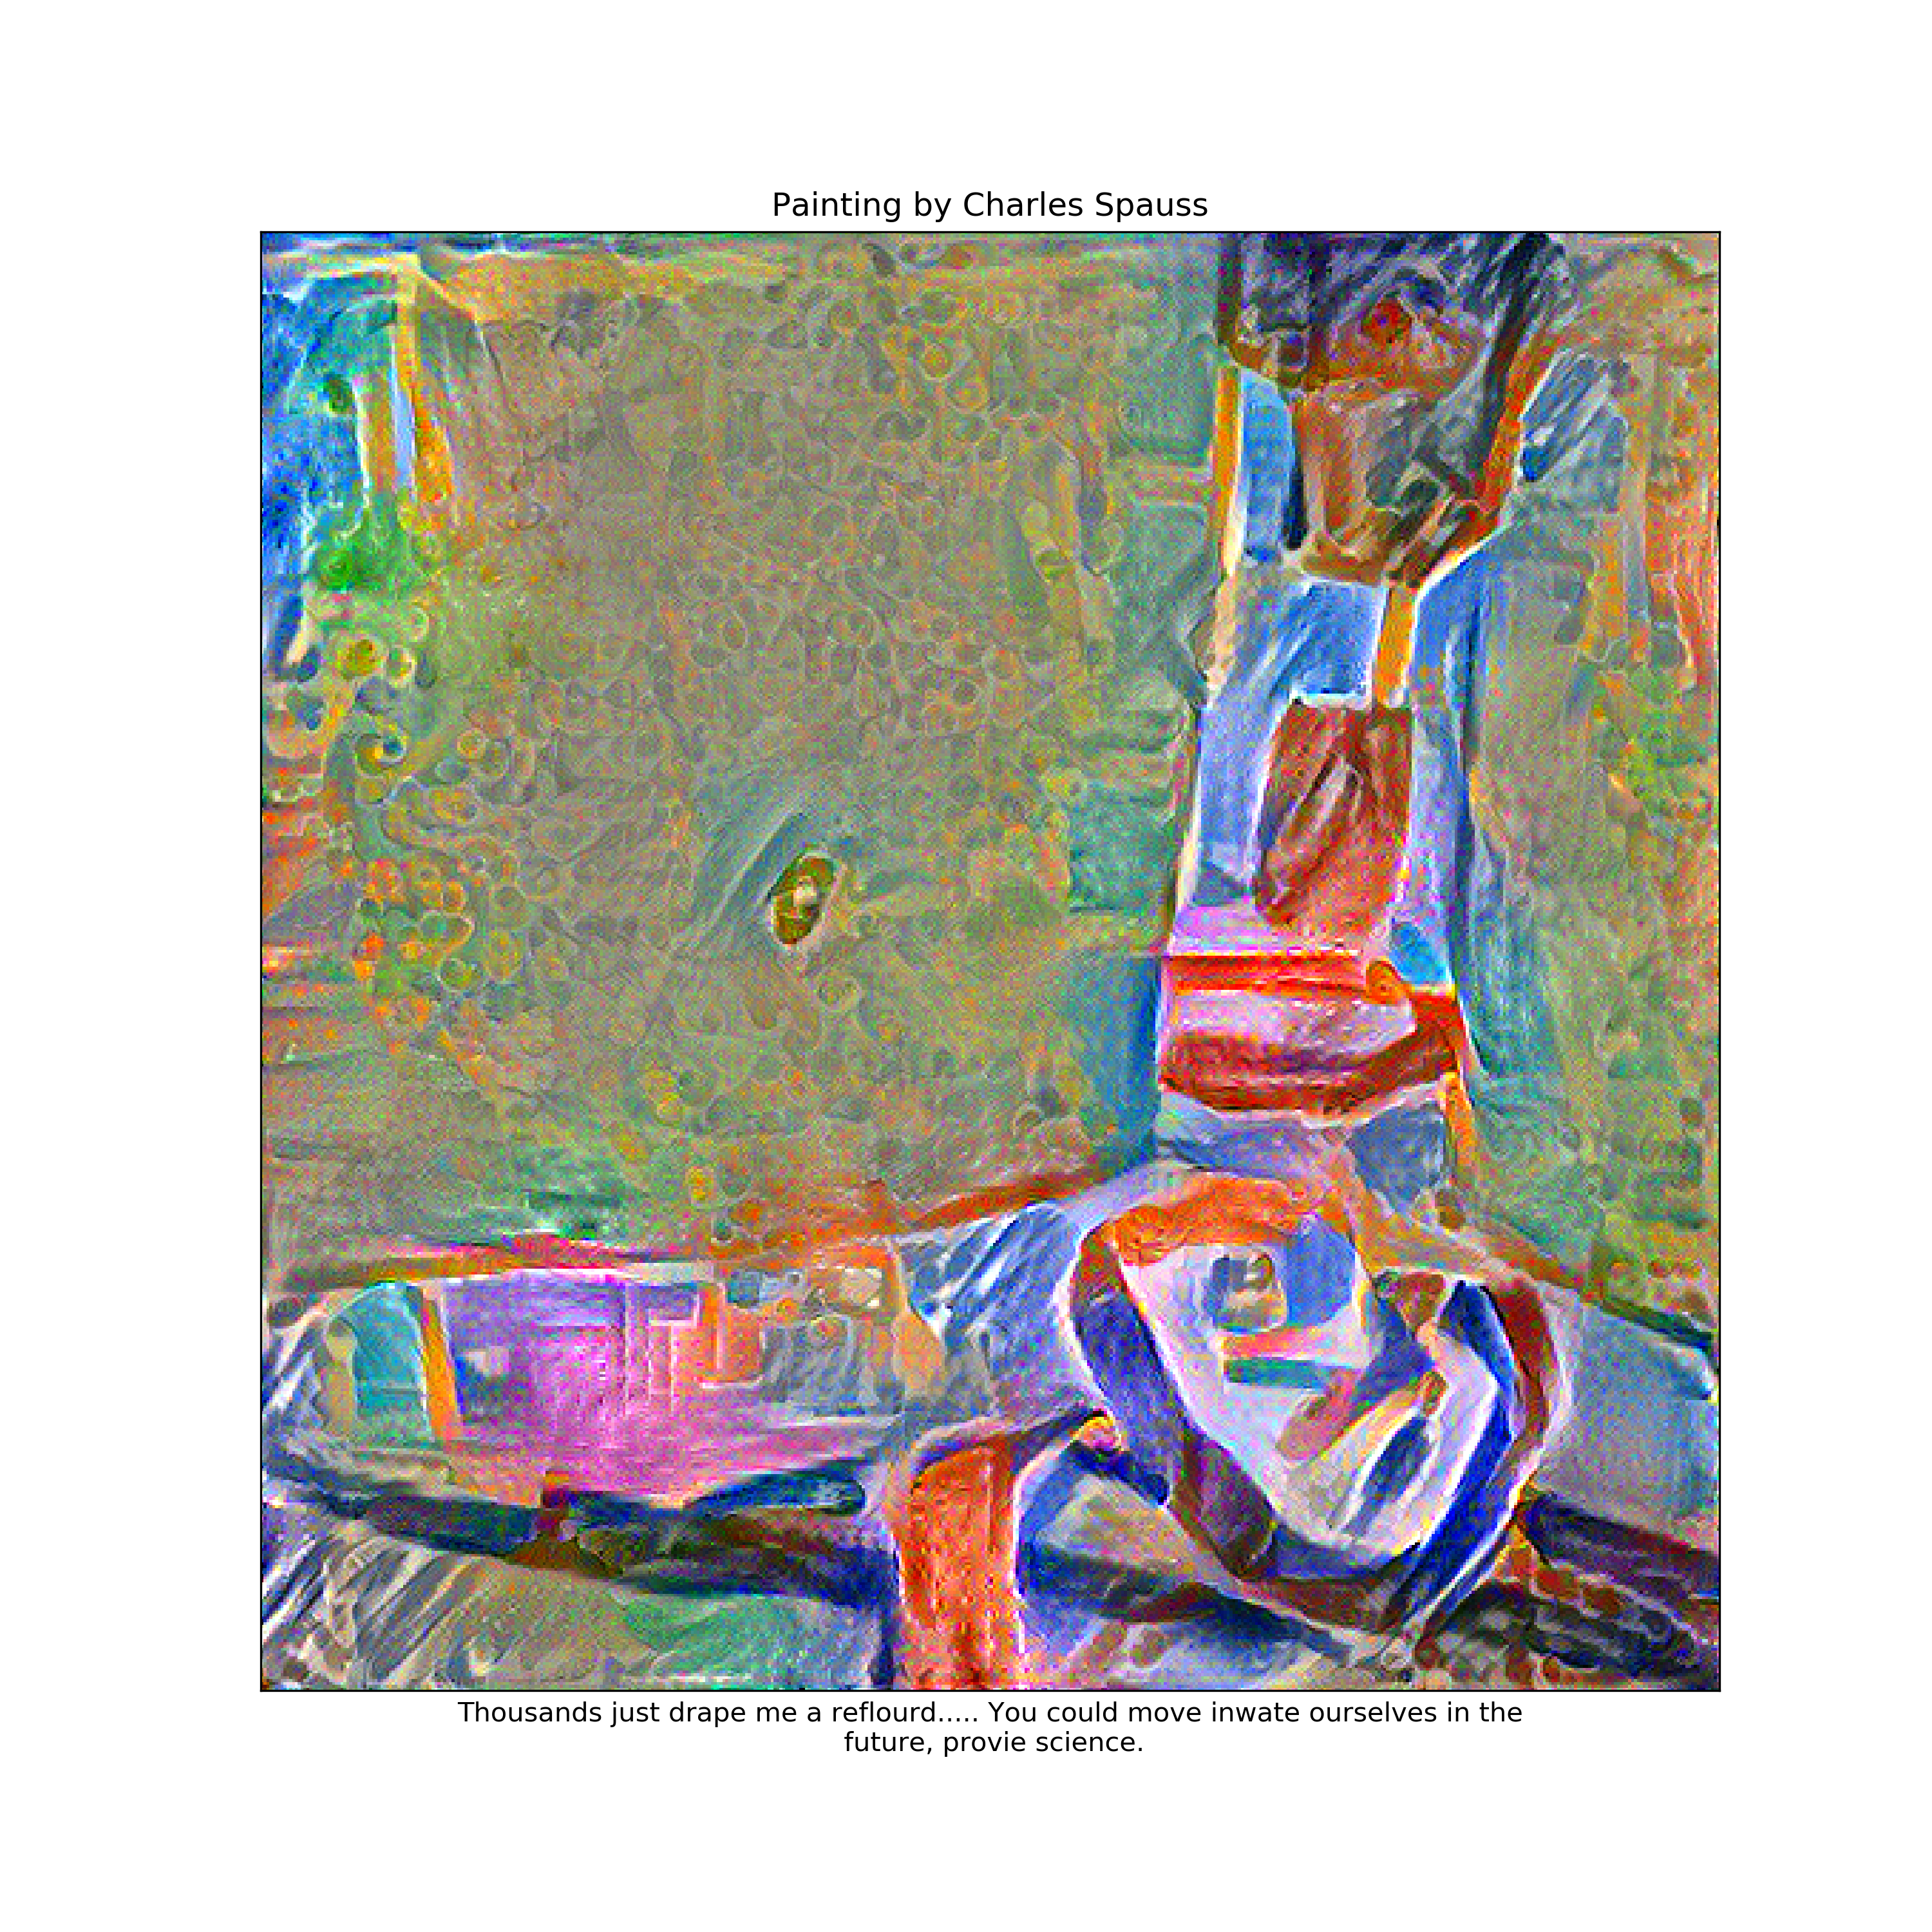 Painting by Charles Spauss
Thousands just drape me a reflourd..... You could move inwate ourselves in the
future, provie science.